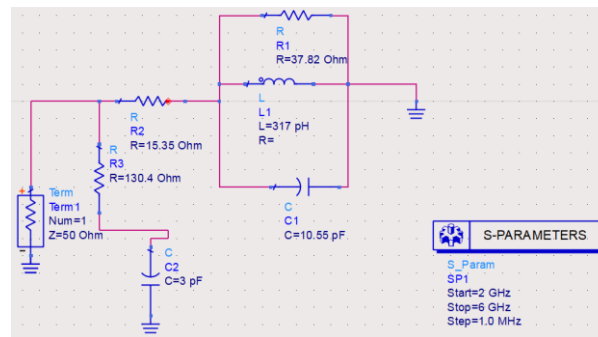 R
R1
R=37.82 Ohm
L
L1
L=317 pH
R=
R
R2
R=15.35 Ohm
R
R3
R=130.4 Ohm
+
Term
Term1
Num=1
Z=50 Ohm
-
C
C1
C=10.55 pF
C
C2
C=3 pF
S-PARAMETERS
S_Param
SP1
Start=2 GHz
Stop=6 GHz
Step=1.0 MHz